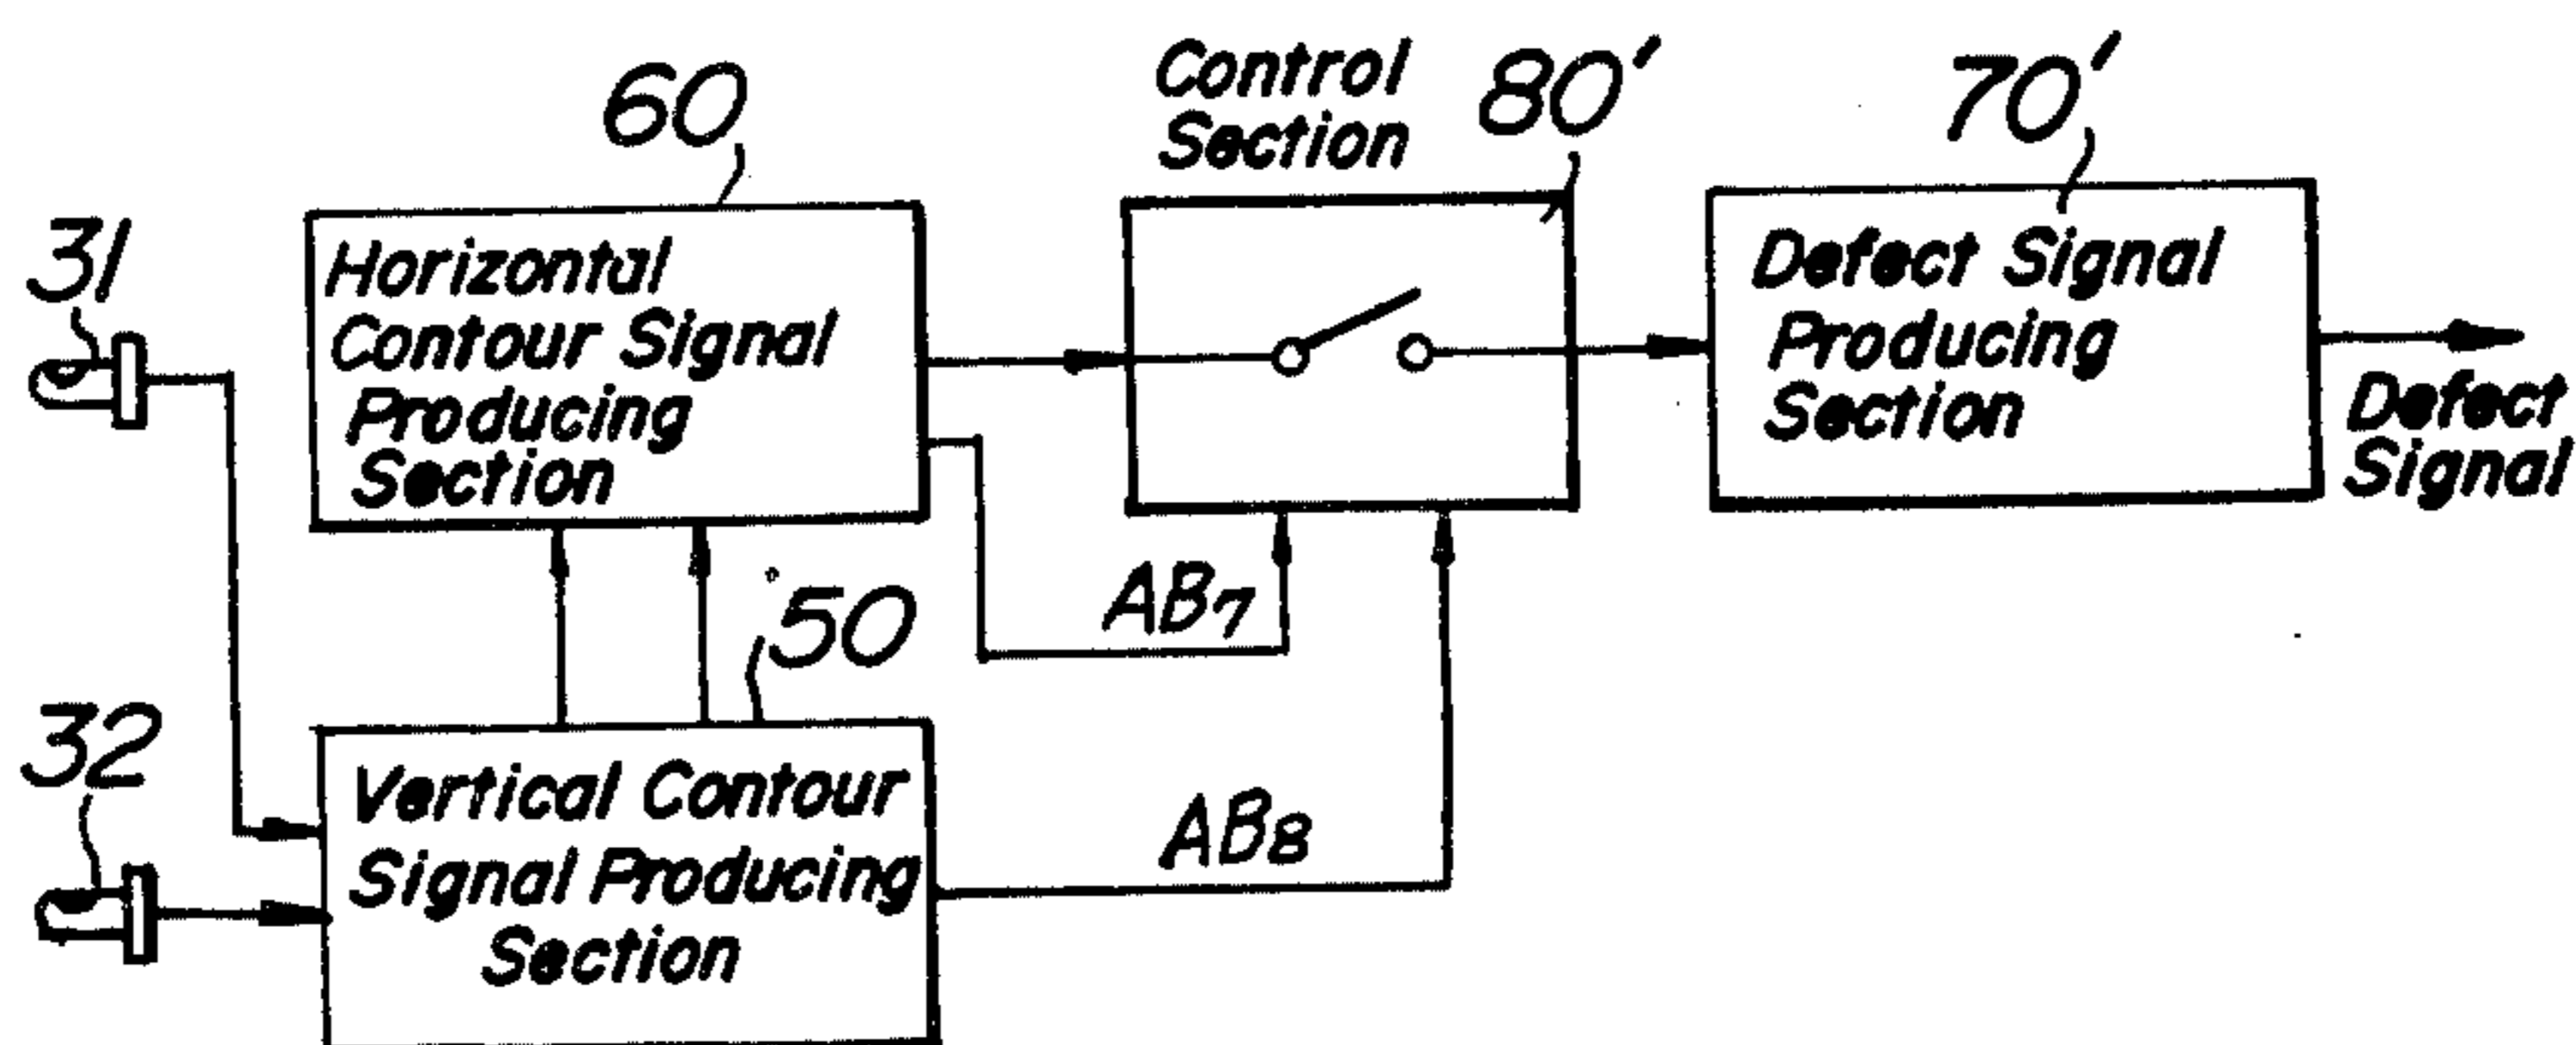 60
Control
Section
80'
70'
31
Horizontal
Contour Signal
Producing
Section
Defect Signal
Producing
Section
Defect
Signal
AB7
50
32
Vertical Contour
Signal Producing
Section
AB8